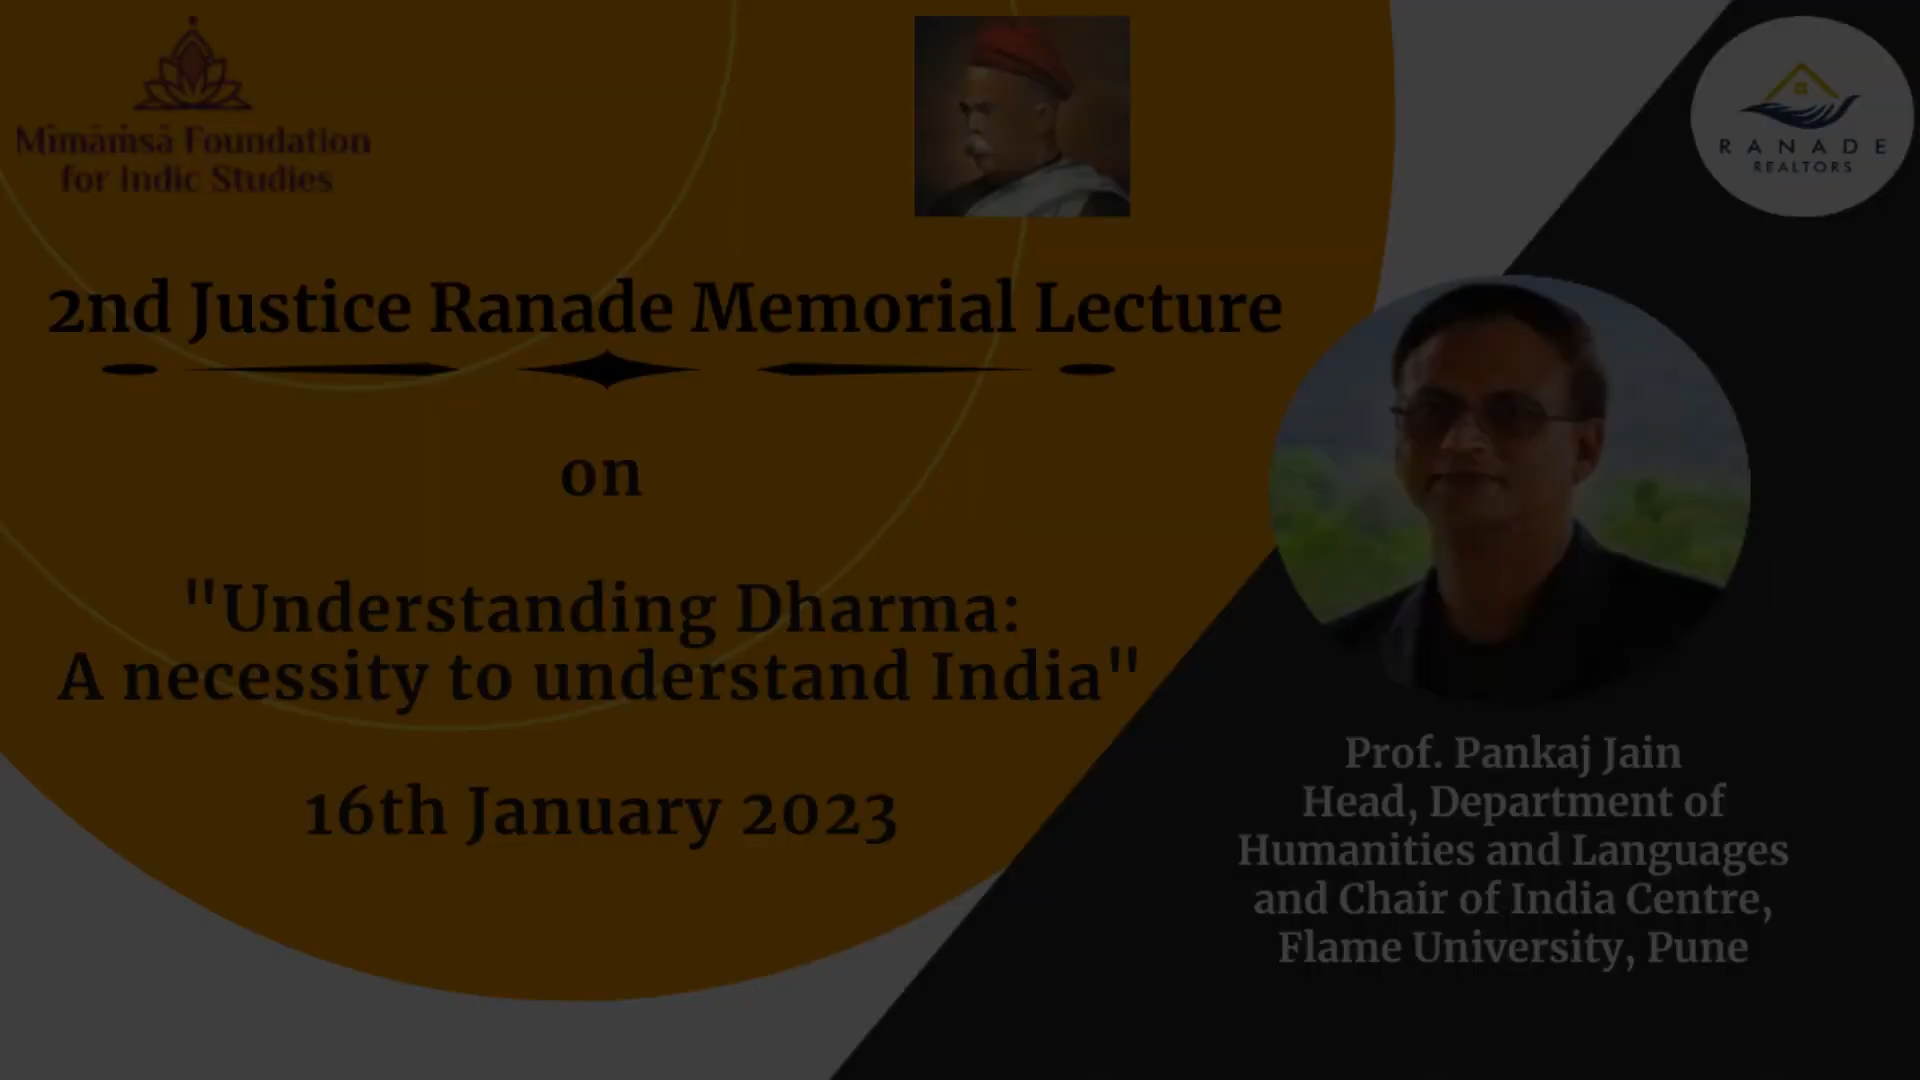 Mīmāṁsā Foundation
for Indic Studies
RANADE
REALTORS
2nd Justice Ranade Memorial Lecture
on
"Understanding Dharma:
A necessity to understand India"
16th January 2023
Prof. Pankaj Jain
Head, Department of
Humanities and Languages
and Chair of India Centre,
Flame University, Pune